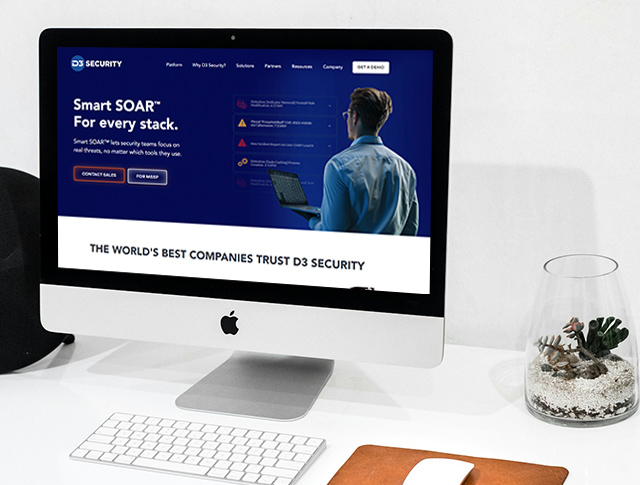 D3 SECURITY
Platform Why D3 Security? Solutions Partners Resources Company GET A DEMO
Smart SOAR™
For every stack.
Smart SOAR™ lets security teams focus on
real threats, no matter which tools they use.
CONTACT SALES FOR MSSP
THE WORLD'S BEST COMPANIES TRUST D3 SECURITY